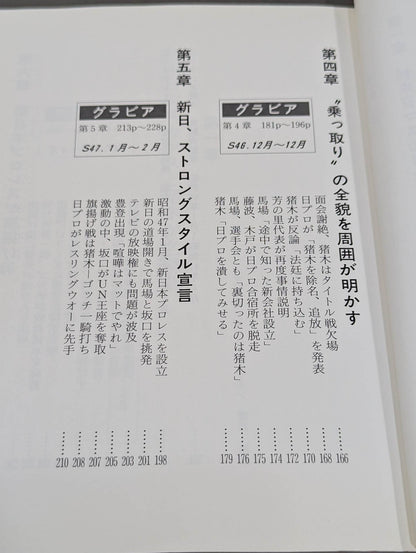 第四章 〝乗っ取り〟の全貌を周囲が明かす
グラビア
第4章 181p〜196p
S46.12月〜12月
面会謝絶、猪木はタイトル戦欠場……166
日プロが「猪木を除名、追放」を発表……168
猪木が反論「法廷に持ち込む」……170
芳の里代表が再度事情説明……172
馬場「途中で知った新会社設立」……174
藤波、木戸が日プロ合宿所を脱走……175
馬場、選手会とも「裏切ったのは猪木」……176
猪木「日プロを潰してみせる」……179
第五章 新日、ストロングスタイル宣言
グラビア
第5章 213p〜228p
S47.1月〜2月
昭和47年1月、新日本プロレスを設立……198
新日の道場開きで馬場と坂口を挑発……201
テレビの放映権にも問題が波及……203
豊登出現「喧嘩はマットでやれ」……205
激動の中、坂口がUN王座を奪取……207
旗揚げ戦は猪木―ゴッチ一騎打ち……208
日プロがレスリングウオーに先手……210